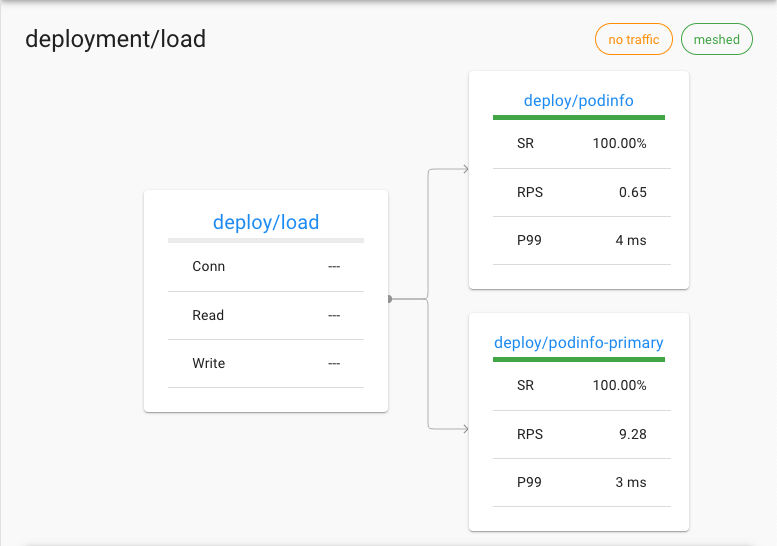 deployment/load
no traffic meshed
deploy/load
Conn ---
Read ---
Write ---
deploy/podinfo
SR 100.00%
RPS 0.65
P99 4 ms
deploy/podinfo-primary
SR 100.00%
RPS 9.28
P99 3 ms